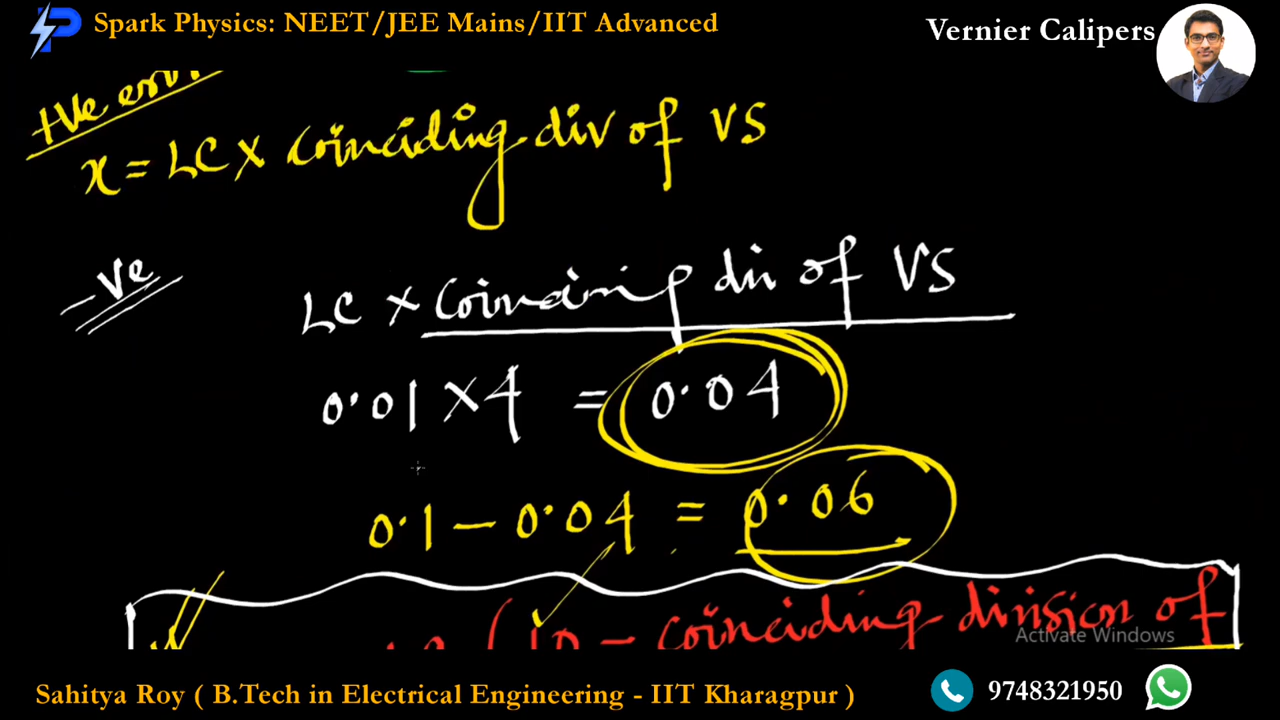 Spark Physics: NEET/JEE Mains/IIT Advanced
Vernier Calipers
+ve
x = LC X Coinciding div of VS
-ve
LC X Coinciding div of VS
0.01 X 4 = 0.04
0.1 - 0.04 = 0.06
- coinciding division of
Activate Windows
Sahitya Roy ( B.Tech in Electrical Engineering - IIT Kharagpur )
9748321950